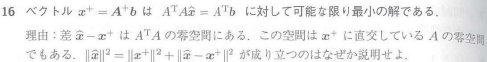 16 ベクトル x⁺ = A⁺b は AᵀAx̂ = Aᵀb に対して可能な限り最小の解である.
理由：差 x̂ − x⁺ は AᵀA の零空間にある. この空間は x⁺ に直交している A の零空間
でもある. ‖x̂‖² = ‖x⁺‖² + ‖x̂ − x⁺‖² が成り立つのはなぜか説明せよ.